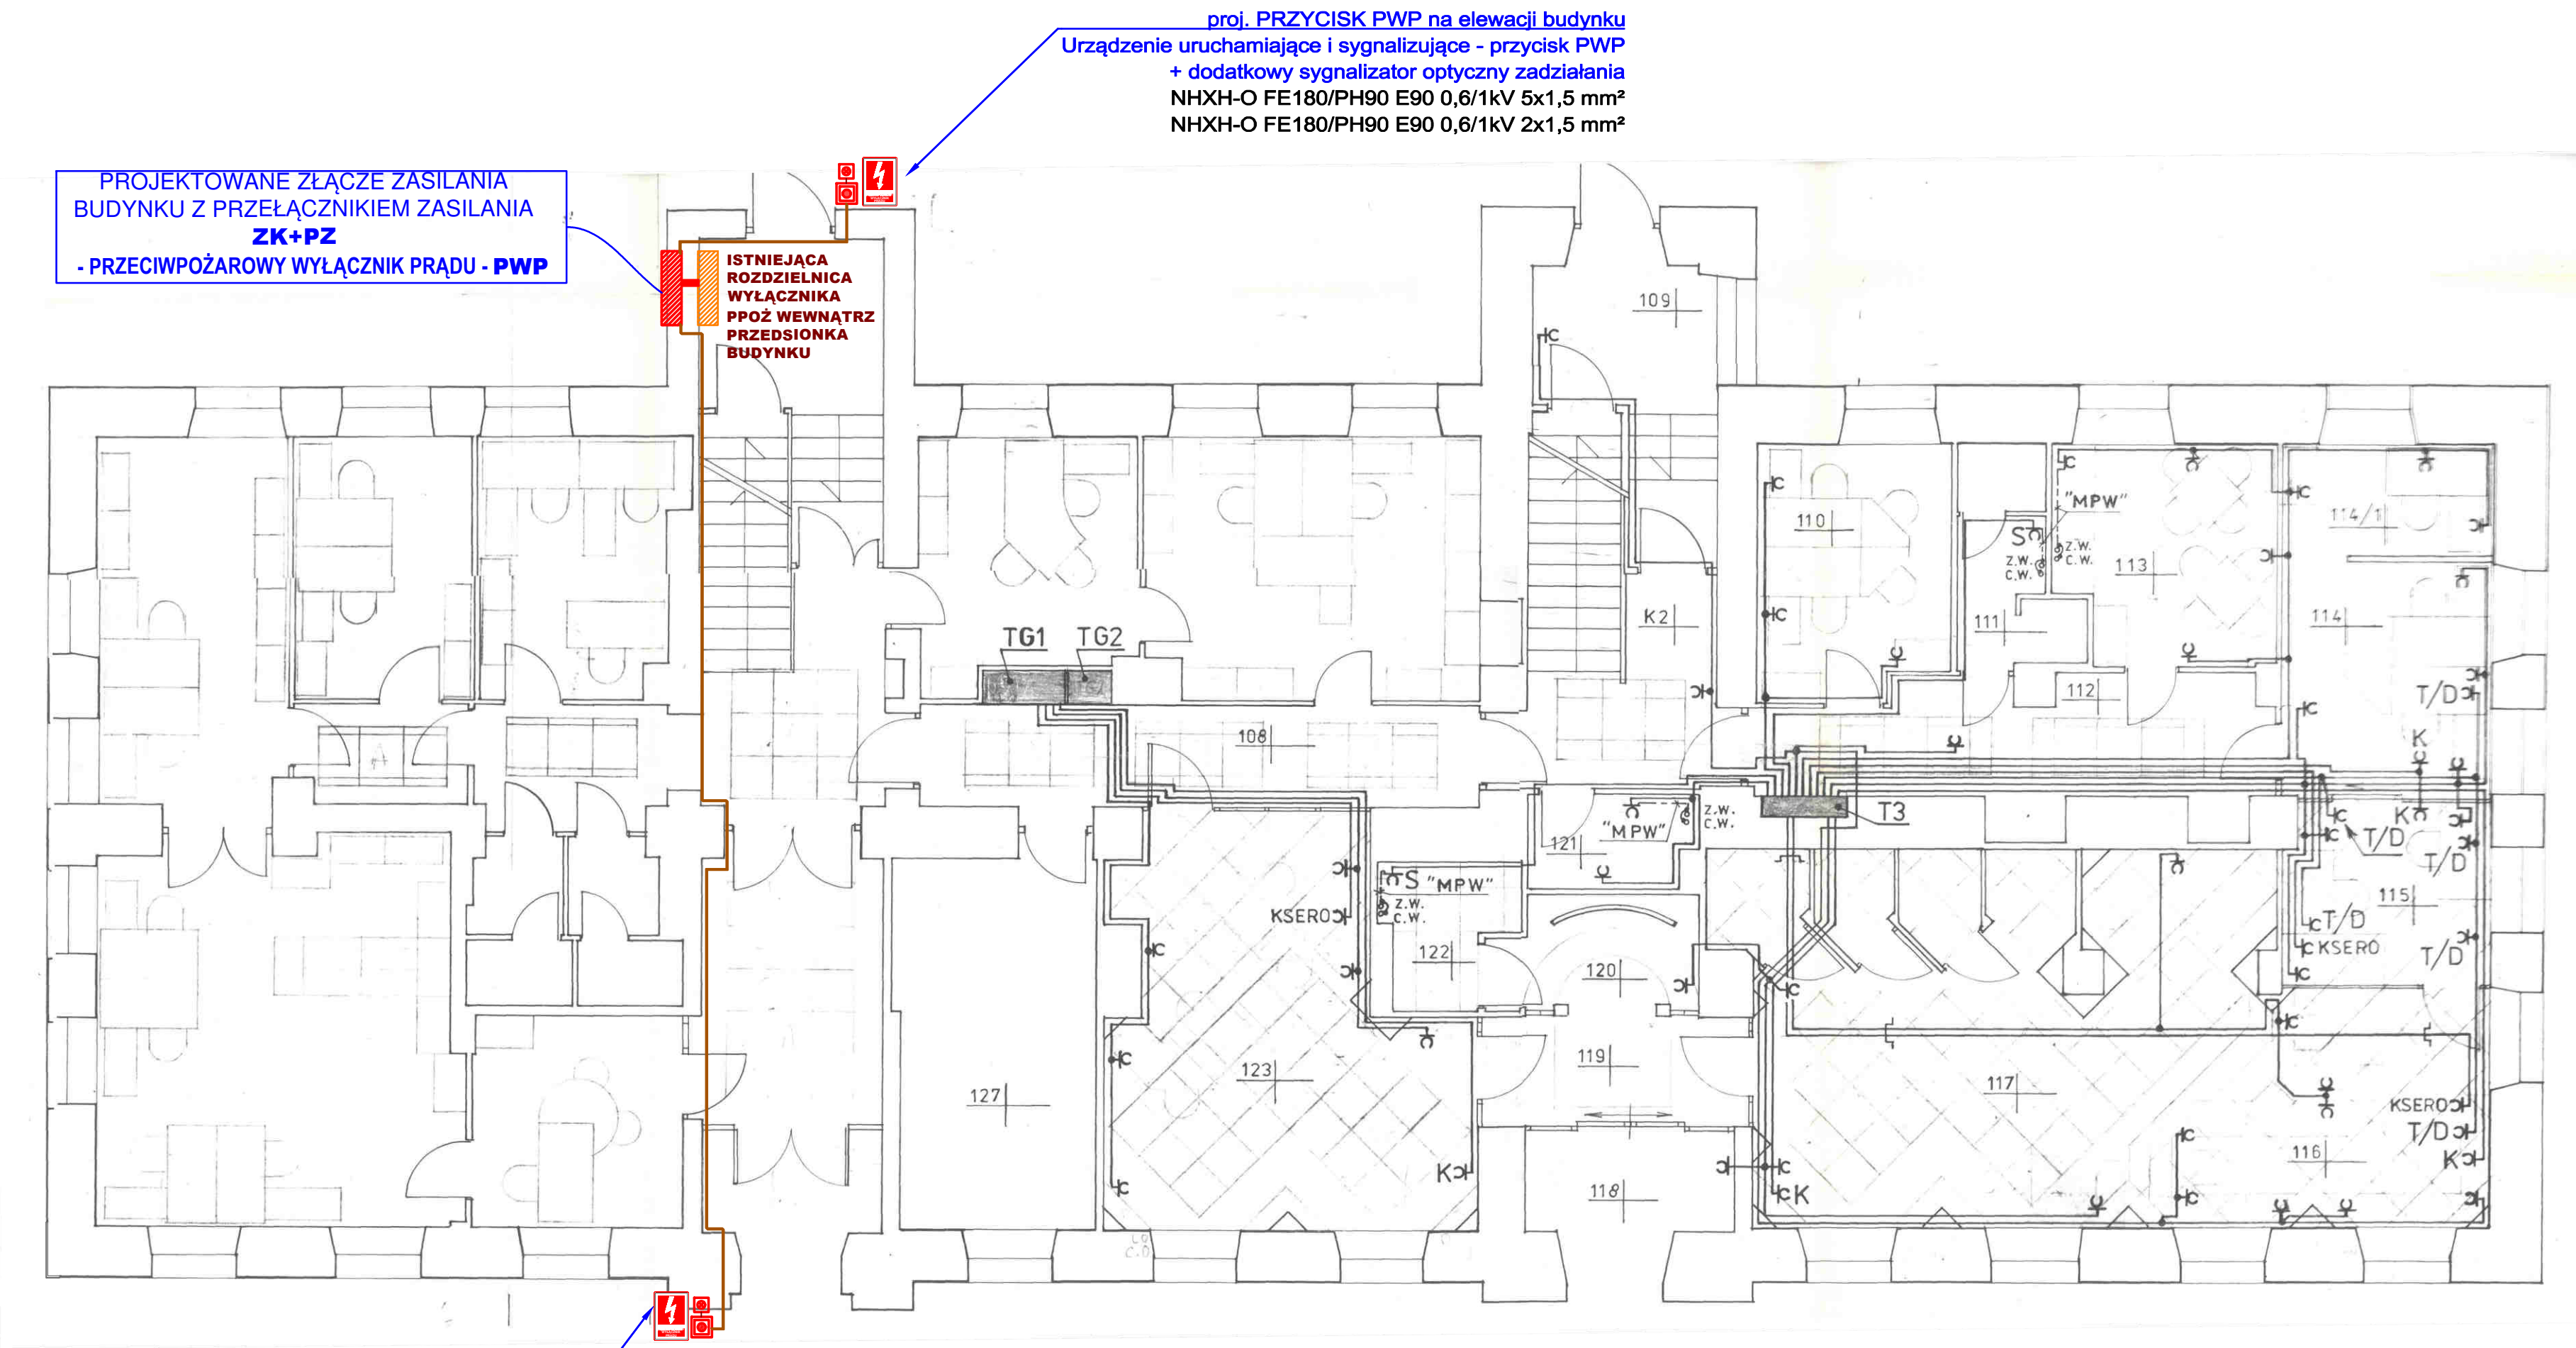 proj. PRZYCISK PWP na elewacji budynku
Urządzenie uruchamiające i sygnalizujące - przycisk PWP
+ dodatkowy sygnalizator optyczny zadziałania
NHXH-O FE180/PH90 E90 0,6/1kV 5x1,5 mm²
NHXH-O FE180/PH90 E90 0,6/1kV 2x1,5 mm²
PROJEKTOWANE ZŁĄCZE ZASILANIA
BUDYNKU Z PRZEŁĄCZNIKIEM ZASILANIA
ZK+PZ
- PRZECIWPOŻAROWY WYŁĄCZNIK PRĄDU - PWP
ISTNIEJĄCA
ROZDZIELNICA
WYŁĄCZNIKA
PPOŻ WEWNĄTRZ
PRZEDSIONKA
BUDYNKU
109
110
"MPW"
S
Z.W.
C.W.
Z.W.
C.W.
113
114/1
111
114
K2
TG1
TG2
112
T/D
108
K
A
T3
K
T/D
T/D
"MPW"
Z.W.
C.W.
121
S "MPW"
Z.W.
C.W.
KSERO
115
T/D
KSERO
T/D
122
120
119
123
127
117
KSERO
T/D
K
116
K
K
118